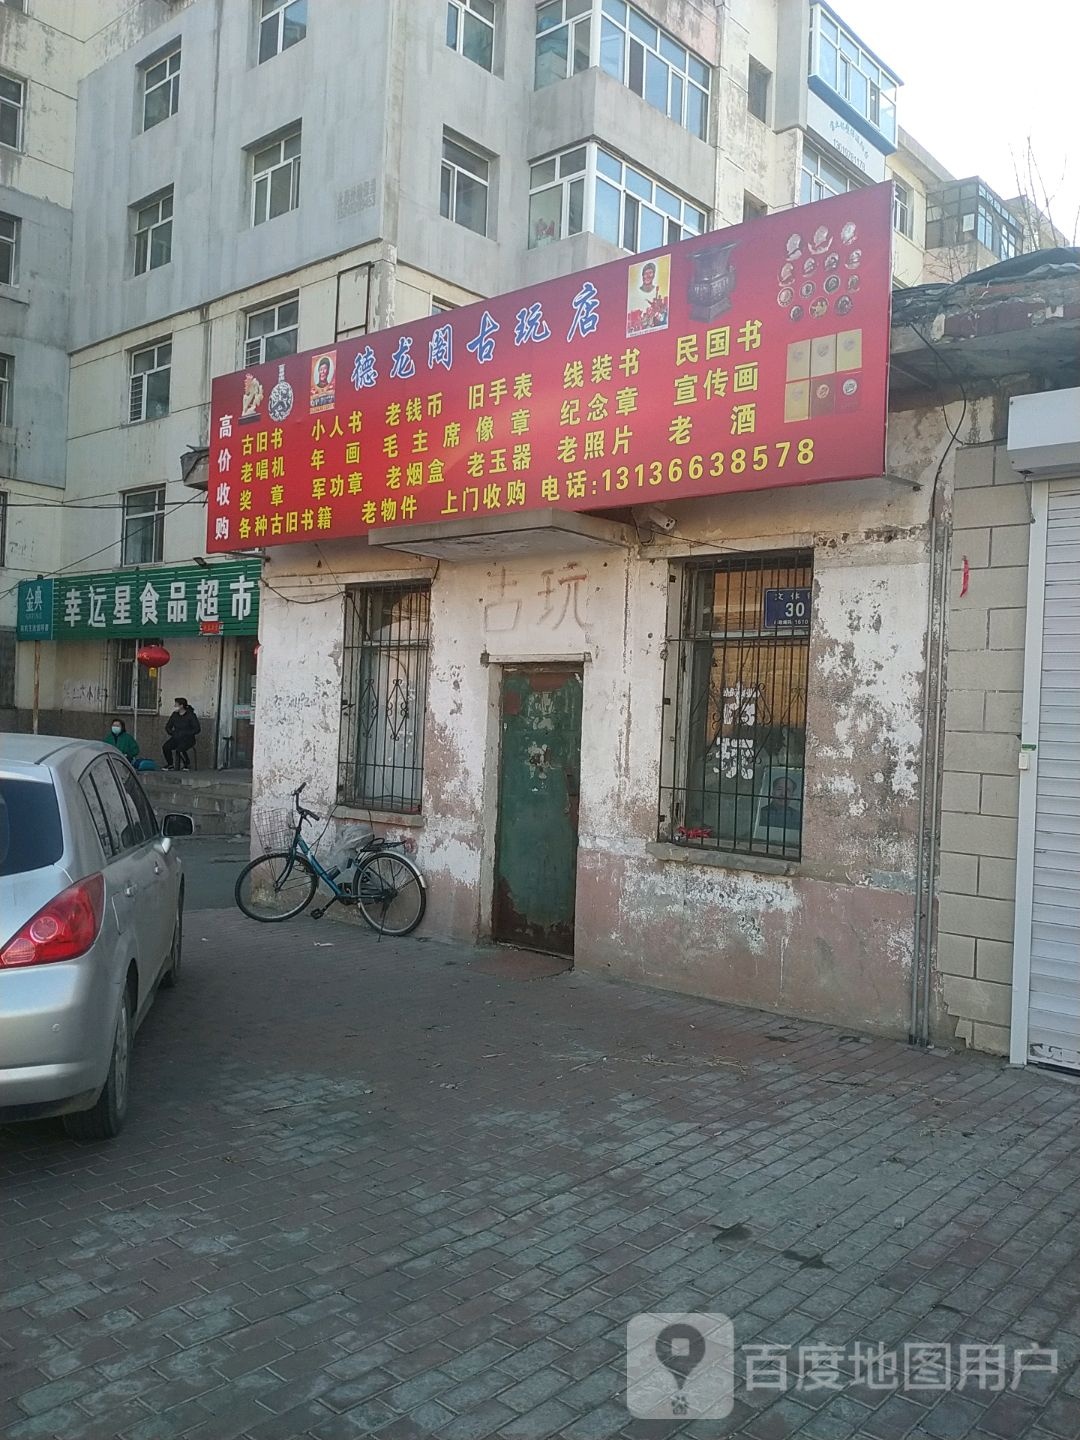 德龙阁古玩店
高价收购
古旧书 小人书 老钱币 旧手表 线装书 民国书
老唱机 年画 毛主席像章 纪念章 宣传画
奖章 军功章 老烟盒 老玉器 老照片 老酒
各种古旧书籍 老物件 上门收购 电话:13136638578
金典
幸运星食品超市
古玩
30
古玩
百度地图用户